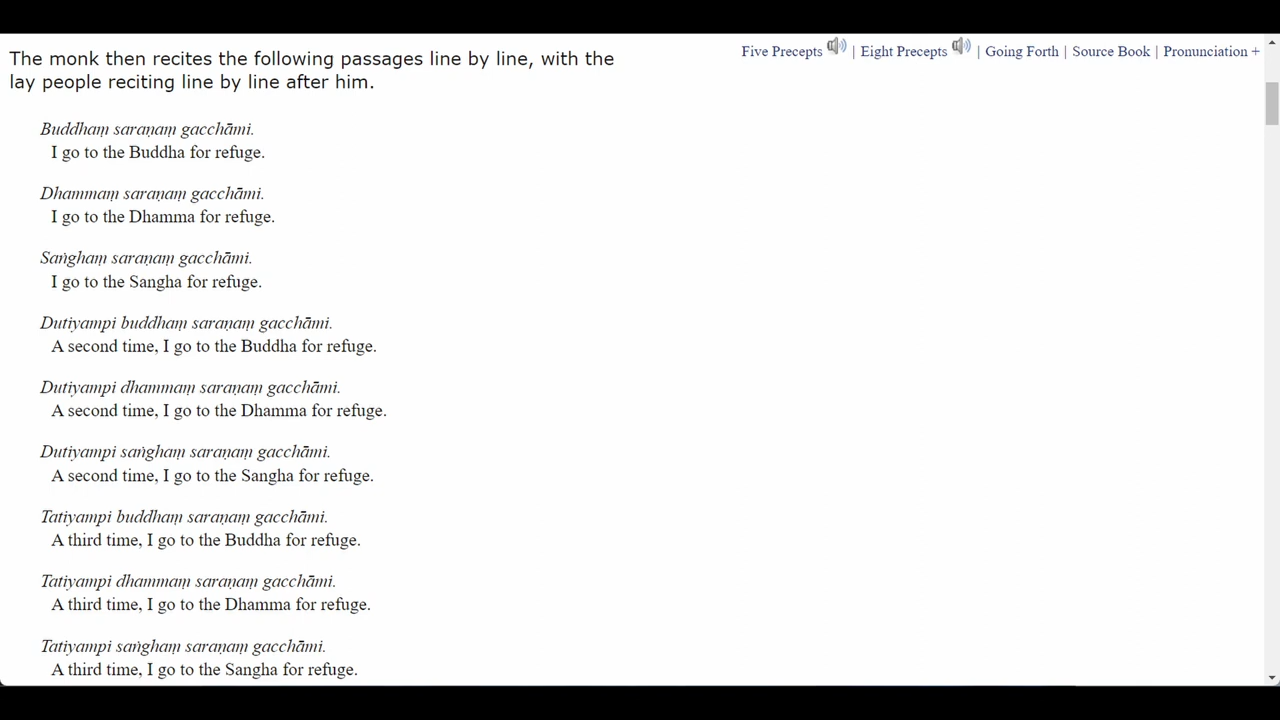 Five Precepts | Eight Precepts | Going Forth | Source Book | Pronunciation +
The monk then recites the following passages line by line, with the
lay people reciting line by line after him.
Buddhaṃ saraṇaṃ gacchāmi.
I go to the Buddha for refuge.
Dhammaṃ saraṇaṃ gacchāmi.
I go to the Dhamma for refuge.
Saṅghaṃ saraṇaṃ gacchāmi.
I go to the Sangha for refuge.
Dutiyampi buddhaṃ saraṇaṃ gacchāmi.
A second time, I go to the Buddha for refuge.
Dutiyampi dhammaṃ saraṇaṃ gacchāmi.
A second time, I go to the Dhamma for refuge.
Dutiyampi saṅghaṃ saraṇaṃ gacchāmi.
A second time, I go to the Sangha for refuge.
Tatiyampi buddhaṃ saraṇaṃ gacchāmi.
A third time, I go to the Buddha for refuge.
Tatiyampi dhammaṃ saraṇaṃ gacchāmi.
A third time, I go to the Dhamma for refuge.
Tatiyampi saṅghaṃ saraṇaṃ gacchāmi.
A third time, I go to the Sangha for refuge.